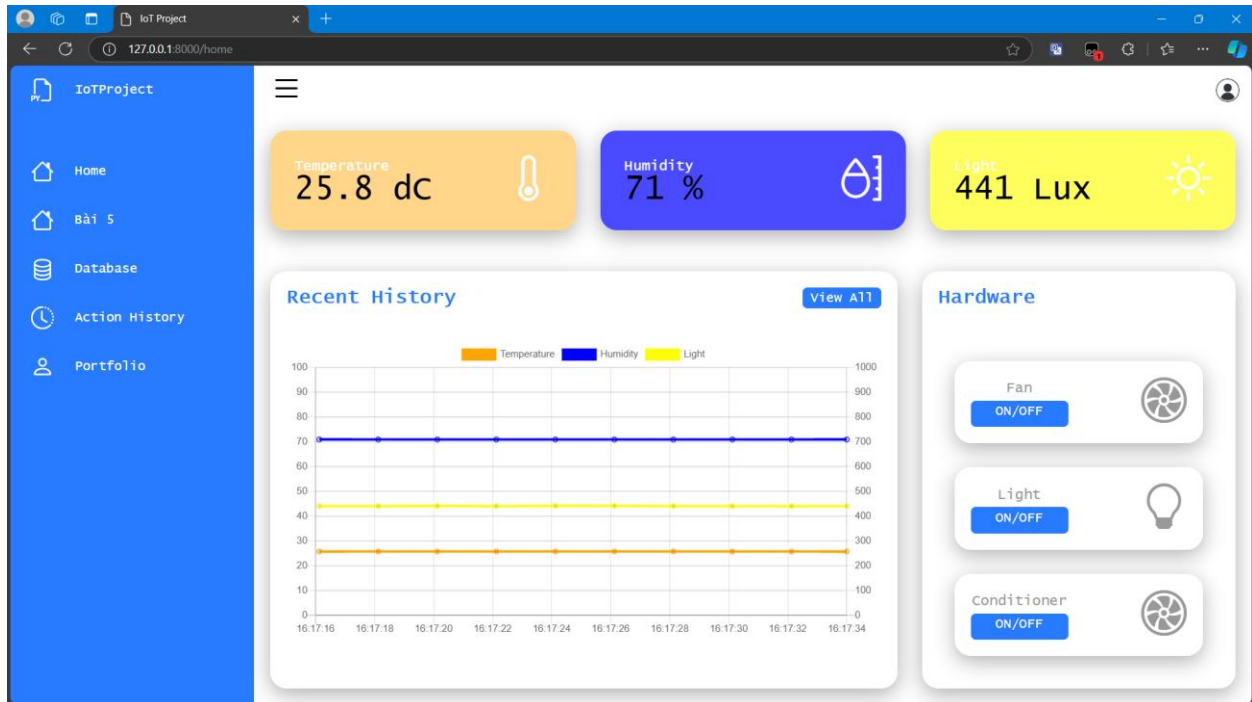 IoT Project
127.0.0.1:8000/home
PY
IoTProject
Home
Bài 5
Database
Action History
Portfolio
Temperature
25.8 dC
Humidity
71 %
Light
441 Lux
Recent History
View All
Temperature Humidity Light
100 1000
90 900
80 800
70 700
60 600
50 500
40 400
30 300
20 200
10 100
0 0
16:17:16 16:17:18 16:17:20 16:17:22 16:17:24 16:17:26 16:17:28 16:17:30 16:17:32 16:17:34
Hardware
Fan
ON/OFF
Light
ON/OFF
Conditioner
ON/OFF